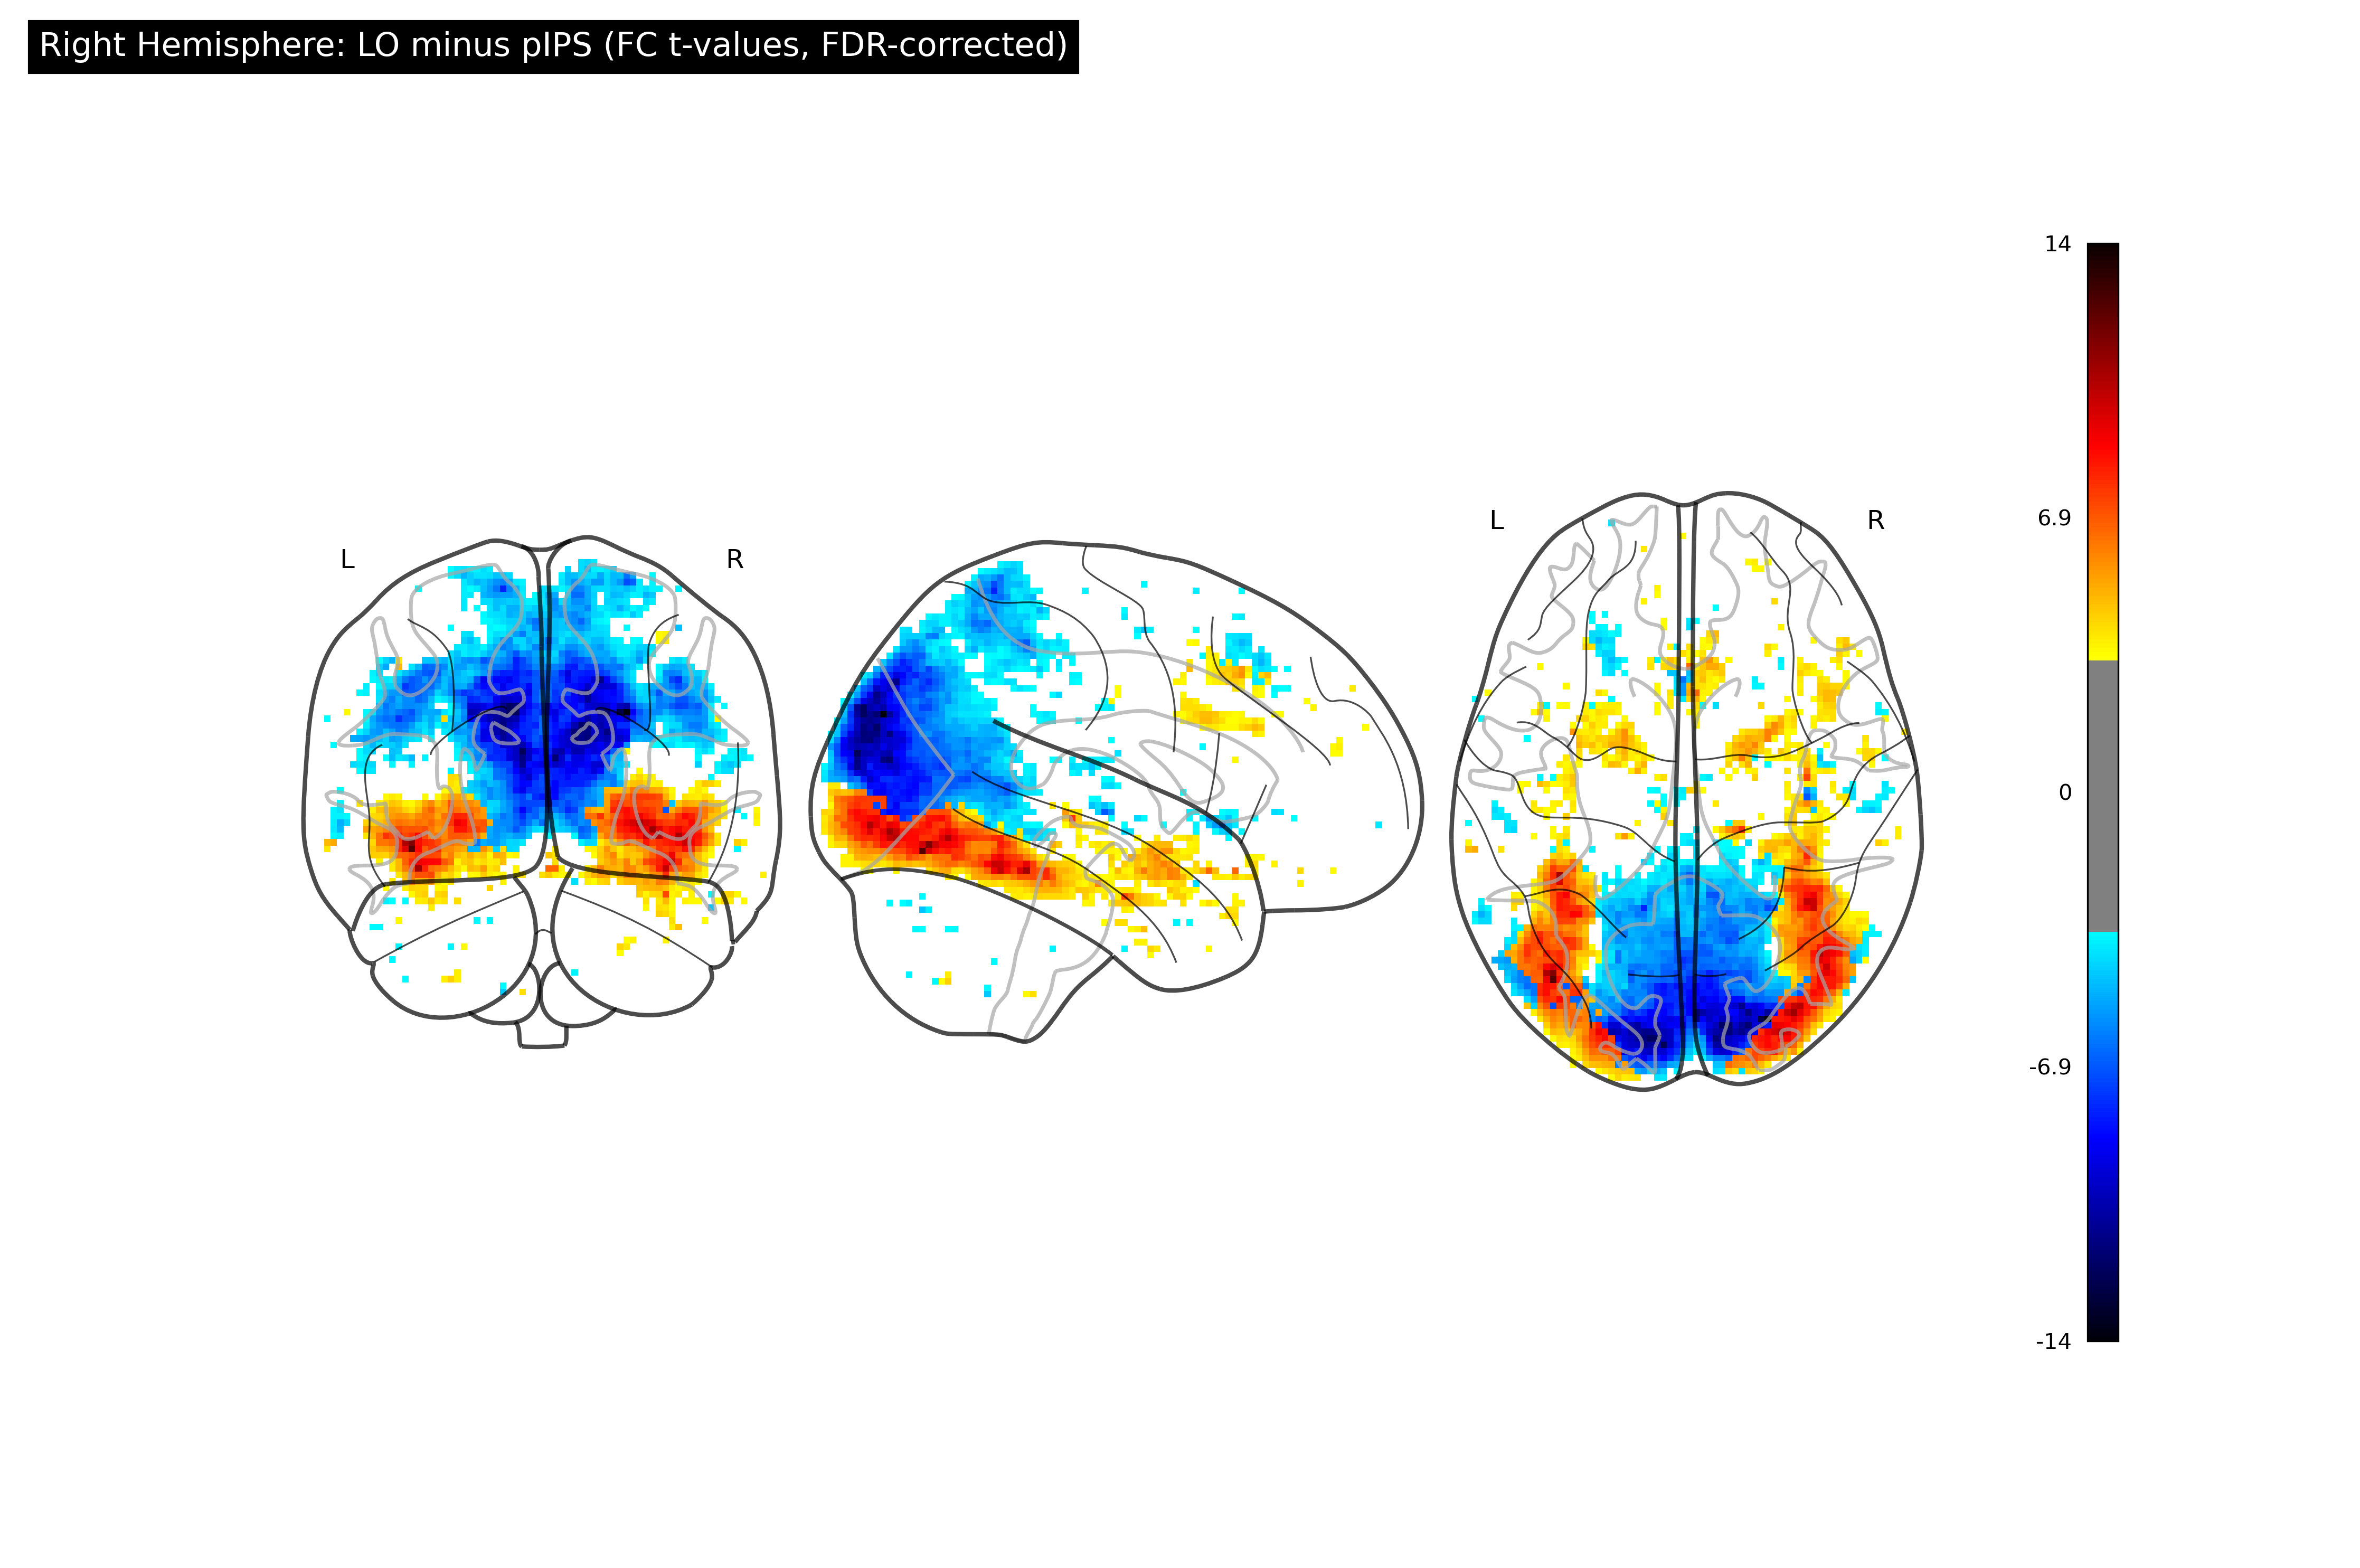 Right Hemisphere: LO minus pIPS (FC t-values, FDR-corrected)
L
R
L
R
14
6.9
0
-6.9
-14